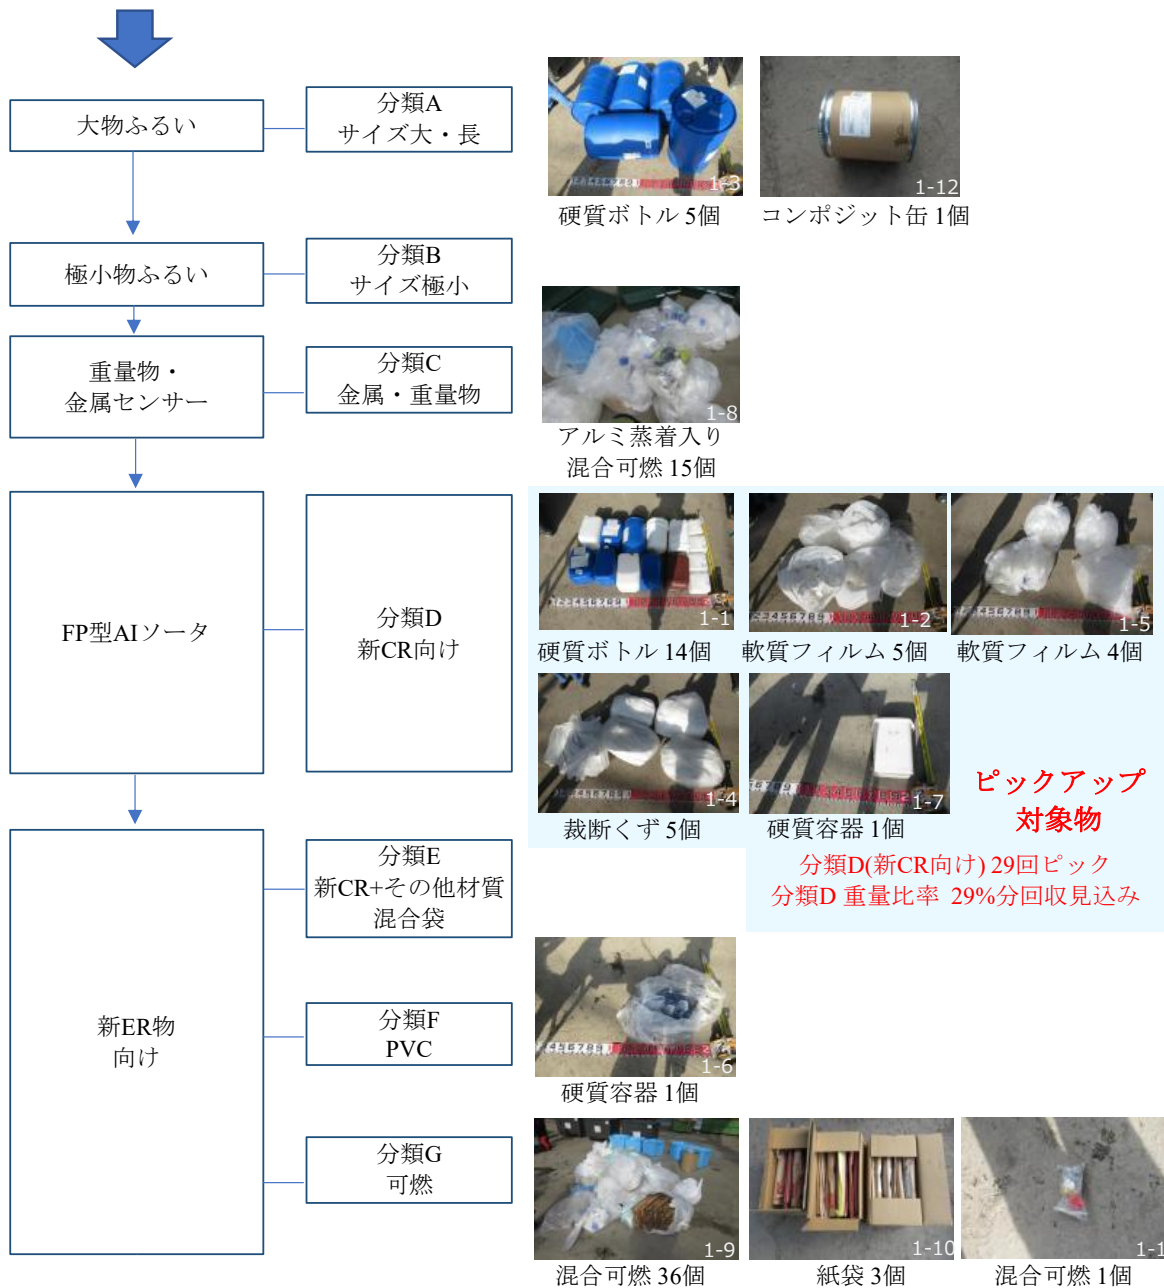 大物ふるい
分類A
サイズ大・長
1-3
硬質ボトル 5個
1-12
コンポジット缶 1個
極小物ふるい
分類B
サイズ極小
重量物・
金属センサー
分類C
金属・重量物
1-8
アルミ蒸着入り
混合可燃 15個
FP型AIソータ
分類D
新CR向け
1-1
硬質ボトル 14個
1-2
軟質フィルム 5個
1-5
軟質フィルム 4個
1-4
裁断くず 5個
1-7
硬質容器 1個
ピックアップ
対象物
分類D(新CR向け) 29回ピック
分類D 重量比率 29%分回収見込み
新ER物
向け
分類E
新CR+その他材質
混合袋
分類F
PVC
1-6
硬質容器 1個
分類G
可燃
1-9
混合可燃 36個
1-10
紙袋 3個
1-1
混合可燃 1個